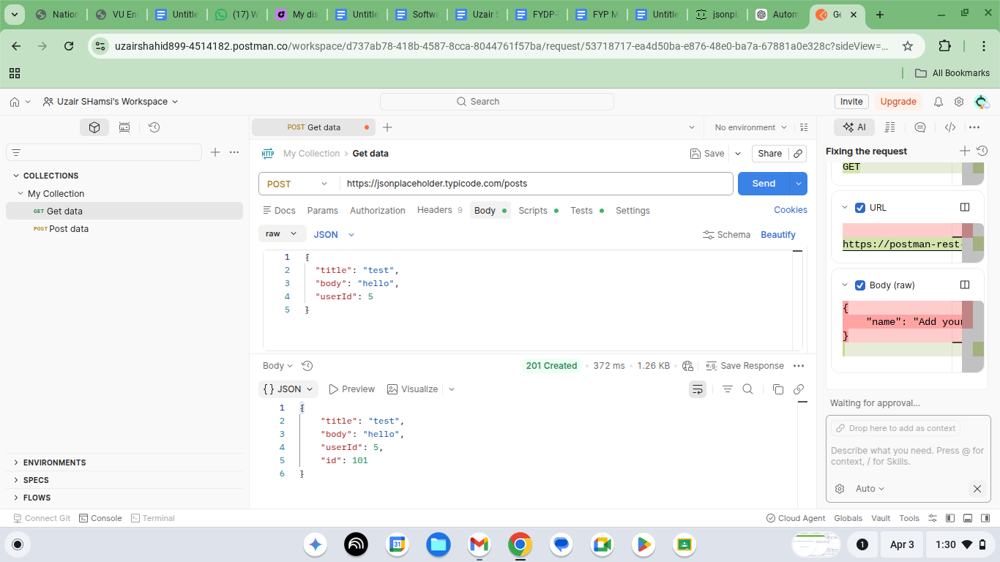 Nation
VU Ent
Untitle
(17) W
My dis
Untitle
Softwa
Uzair S
FYDP-
FYP M
Untitle
jsonpl
Autom
Ge
uzairshahid899-4514182.postman.co/workspace/d737ab78-418b-4587-8cca-8044761f57ba/request/53718717-ea4d50ba-e876-48e0-ba7a-67881a0e328c?sideView=...
All Bookmarks
Uzair SHamsi's Workspace
Search
Invite
Upgrade
POST Get data
No environment
AI
HTTP My Collection > Get data
Save
Share
Fixing the request
COLLECTIONS
My Collection
GET Get data
POST Post data
ENVIRONMENTS
SPECS
FLOWS
POST
https://jsonplaceholder.typicode.com/posts
Send
Docs
Params
Authorization
Headers 9
Body
Scripts
Tests
Settings
Cookies
raw
JSON
Schema
Beautify
1 {
2 "title": "test",
3 "body": "hello",
4 "userId": 5
5 }
Body
201 Created
372 ms
1.26 KB
e.g. Save Response
{} JSON
Preview
Visualize
1 {
2 "title": "test",
3 "body": "hello",
4 "userId": 5,
5 "id": 101
6 }
GET
URL
https://postman-rest-
Body (raw)
{
"name": "Add your
}
Waiting for approval...
Drop here to add as context
Describe what you need. Press @ for
context, / for Skills.
Auto
Connect Git
Console
Terminal
Cloud Agent
Globals
Vault
Tools
31
1
Apr 3
1:30